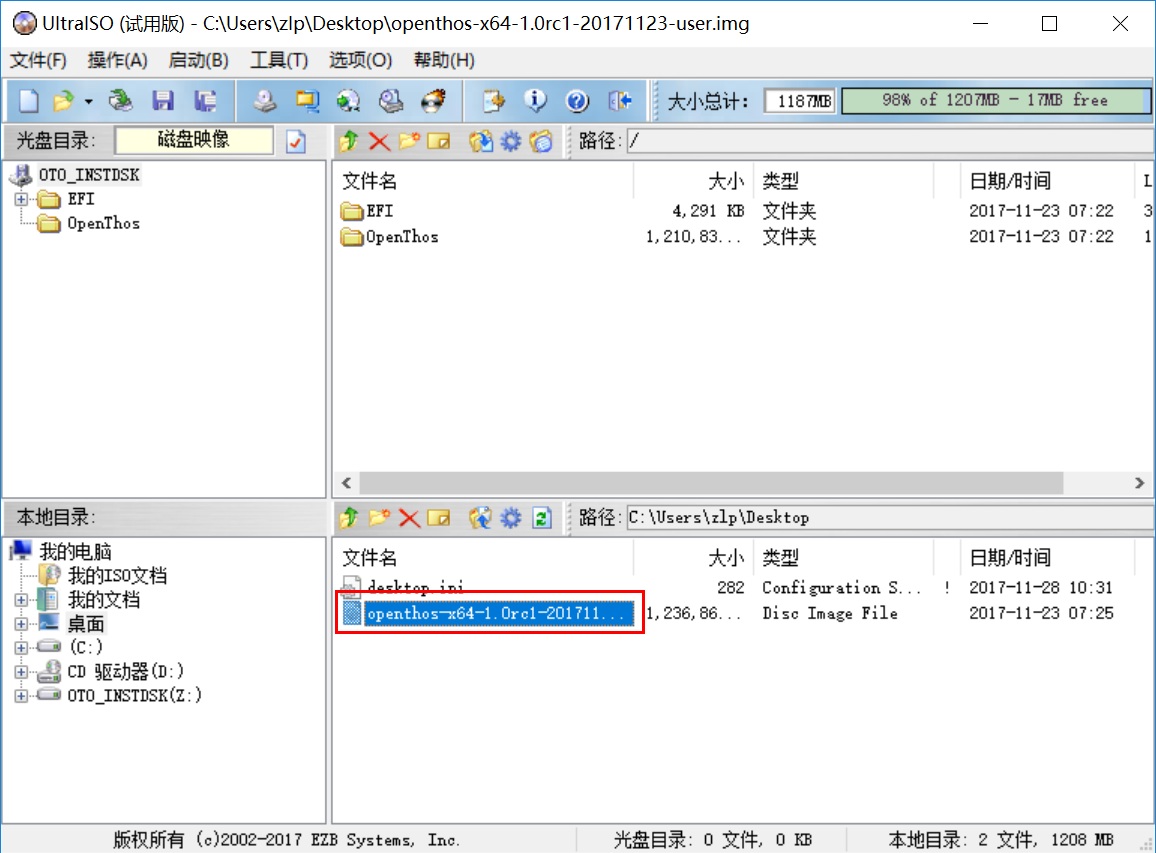 UltraISO (试用版) - C:\Users\zlp\Desktop\openthos-x64-1.0rc1-20171123-user.img
文件(F) 操作(A) 启动(B) 工具(T) 选项(O) 帮助(H)
大小总计: 1187MB 98% of 1207MB - 17MB free
光盘目录: 磁盘映像 路径: /
OTO_INSTDSK
EFI
OpenThos
文件名 大小 类型 日期/时间 L
EFI 4,291 KB 文件夹 2017-11-23 07:22 3
OpenThos 1,210,83... 文件夹 2017-11-23 07:22 1
本地目录: 路径: C:\Users\zlp\Desktop
我的电脑
我的ISO文档
我的文档
桌面
(C:)
CD 驱动器(D:)
OTO_INSTDSK(Z:)
文件名 大小 类型 日期/时间
desktop.ini 282 Configuration S... ! 2017-11-28 10:31
openthos-x64-1.0rc1-201711... 1,236,86... Disc Image File 2017-11-23 07:25
版权所有 (c)2002-2017 EZB Systems, Inc. 光盘目录: 0 文件, 0 KB 本地目录: 2 文件, 1208 MB